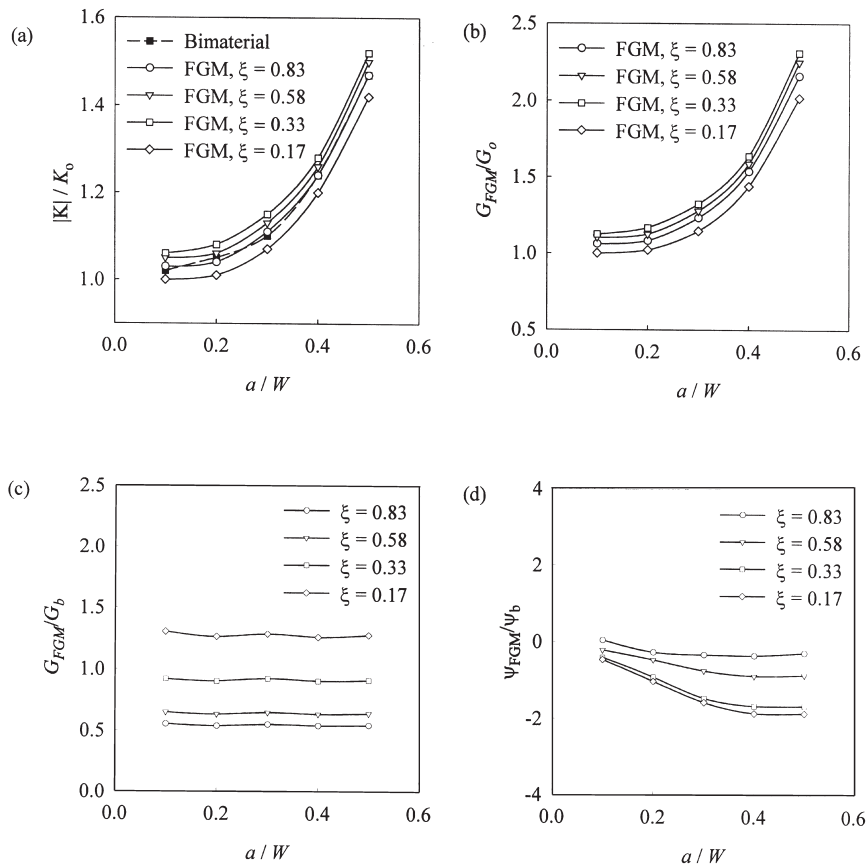 (a)
1.6
1.4
1.2
1.0
|K| / Ko
Bimaterial
FGM, ξ = 0.83
FGM, ξ = 0.58
FGM, ξ = 0.33
FGM, ξ = 0.17
0.0 0.2 0.4 0.6
a / W
(b)
2.5
2.0
1.5
1.0
0.5
G_FGM/G_o
FGM, ξ = 0.83
FGM, ξ = 0.58
FGM, ξ = 0.33
FGM, ξ = 0.17
0.0 0.2 0.4 0.6
a / W
(c)
2.5
2.0
1.5
1.0
0.5
0.0
G_FGM/G_b
ξ = 0.83
ξ = 0.58
ξ = 0.33
ξ = 0.17
0.0 0.2 0.4 0.6
a / W
(d)
4
2
0
-2
-4
Ψ_FGM/Ψ_b
ξ = 0.83
ξ = 0.58
ξ = 0.33
ξ = 0.17
0.0 0.2 0.4 0.6
a / W